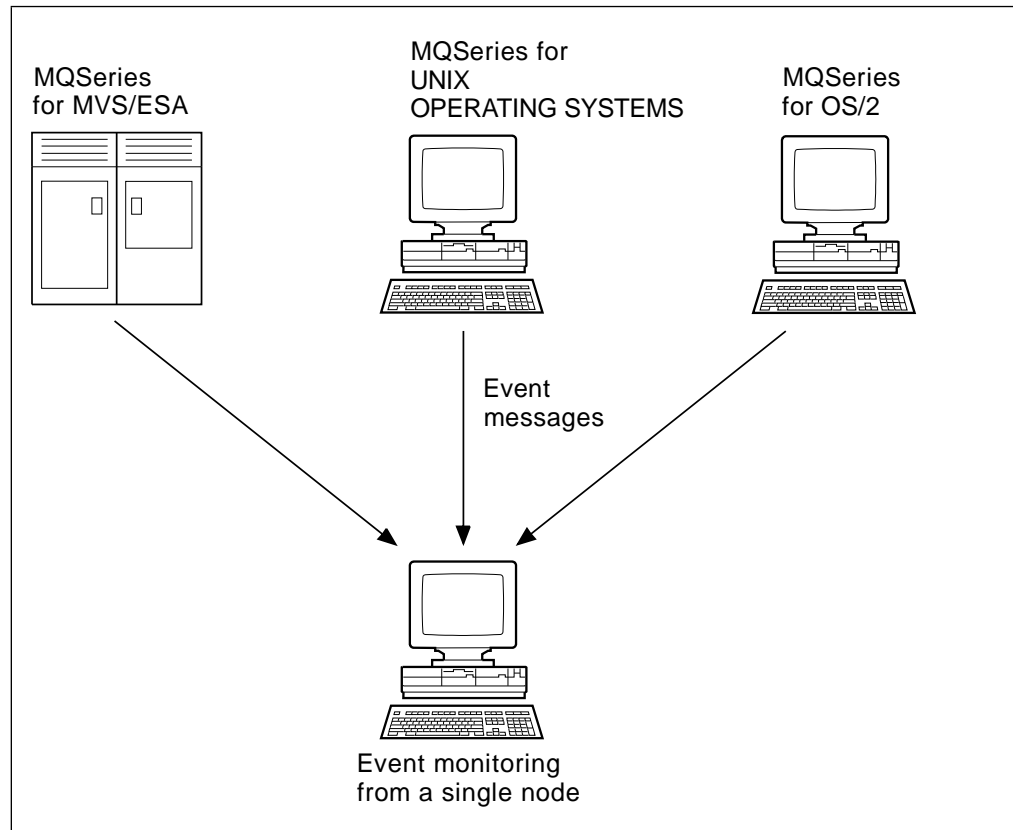 MQSeries
for MVS/ESA
MQSeries for
UNIX
OPERATING SYSTEMS
MQSeries
for OS/2
Event
messages
Event monitoring
from a single node